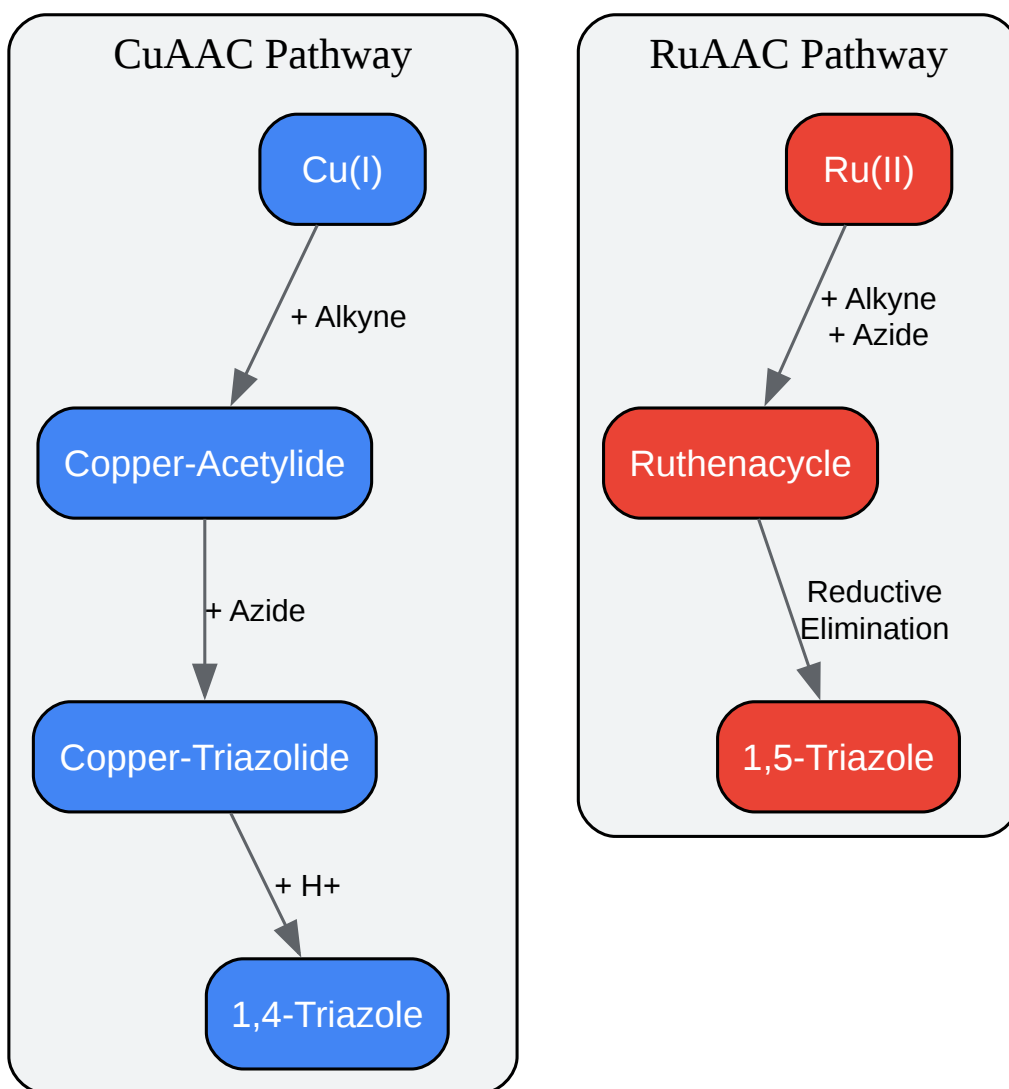 CuAAC Pathway
Cu(I)
+ Alkyne
Copper-Acetylide
+ Azide
Copper-Triazolide
+ H+
1,4-Triazole
RuAAC Pathway
Ru(II)
+ Alkyne
+ Azide
Ruthenacycle
Reductive
Elimination
1,5-Triazole